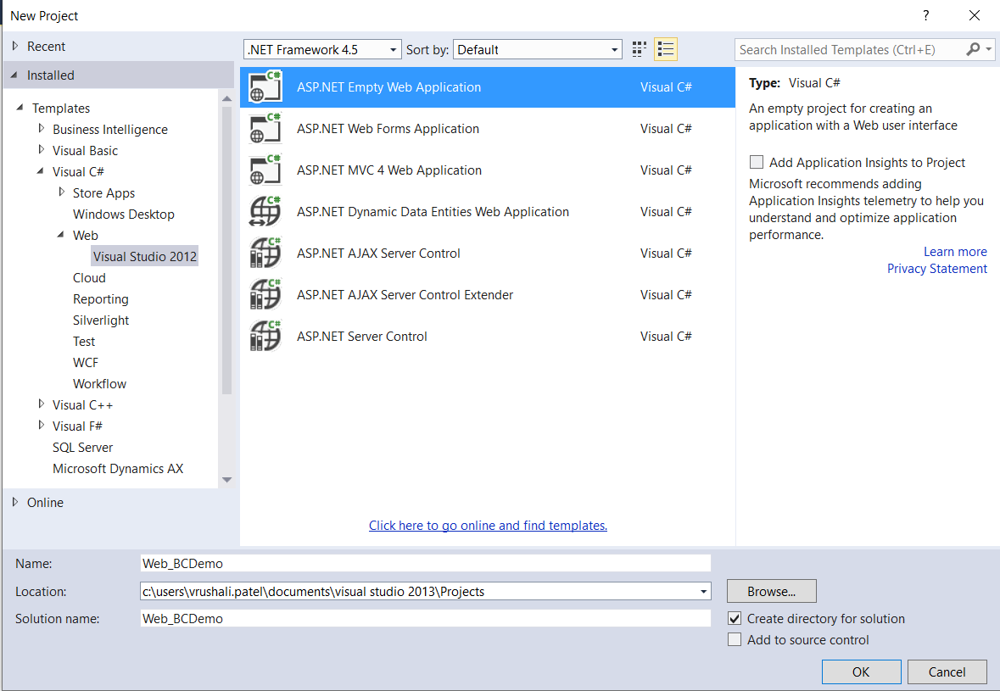 New Project
?
Recent
Installed
Templates
Business Intelligence
Visual Basic
Visual C#
Store Apps
Windows Desktop
Web
Visual Studio 2012
Cloud
Reporting
Silverlight
Test
WCF
Workflow
Visual C++
Visual F#
SQL Server
Microsoft Dynamics AX
Online
.NET Framework 4.5 Sort by: Default
C# ASP.NET Empty Web Application Visual C#
C# ASP.NET Web Forms Application Visual C#
C# ASP.NET MVC 4 Web Application Visual C#
C# ASP.NET Dynamic Data Entities Web Application Visual C#
C# ASP.NET AJAX Server Control Visual C#
C# ASP.NET AJAX Server Control Extender Visual C#
C# ASP.NET Server Control Visual C#
Click here to go online and find templates.
Search Installed Templates (Ctrl+E)
Type: Visual C#
An empty project for creating an
application with a Web user interface
Add Application Insights to Project
Microsoft recommends adding
Application Insights telemetry to help you
understand and optimize application
performance.
Learn more
Privacy Statement
Name: Web_BCDemo
Location: c:\users\vrushali.patel\documents\visual studio 2013\Projects Browse...
Solution name: Web_BCDemo Create directory for solution
Add to source control
OK Cancel